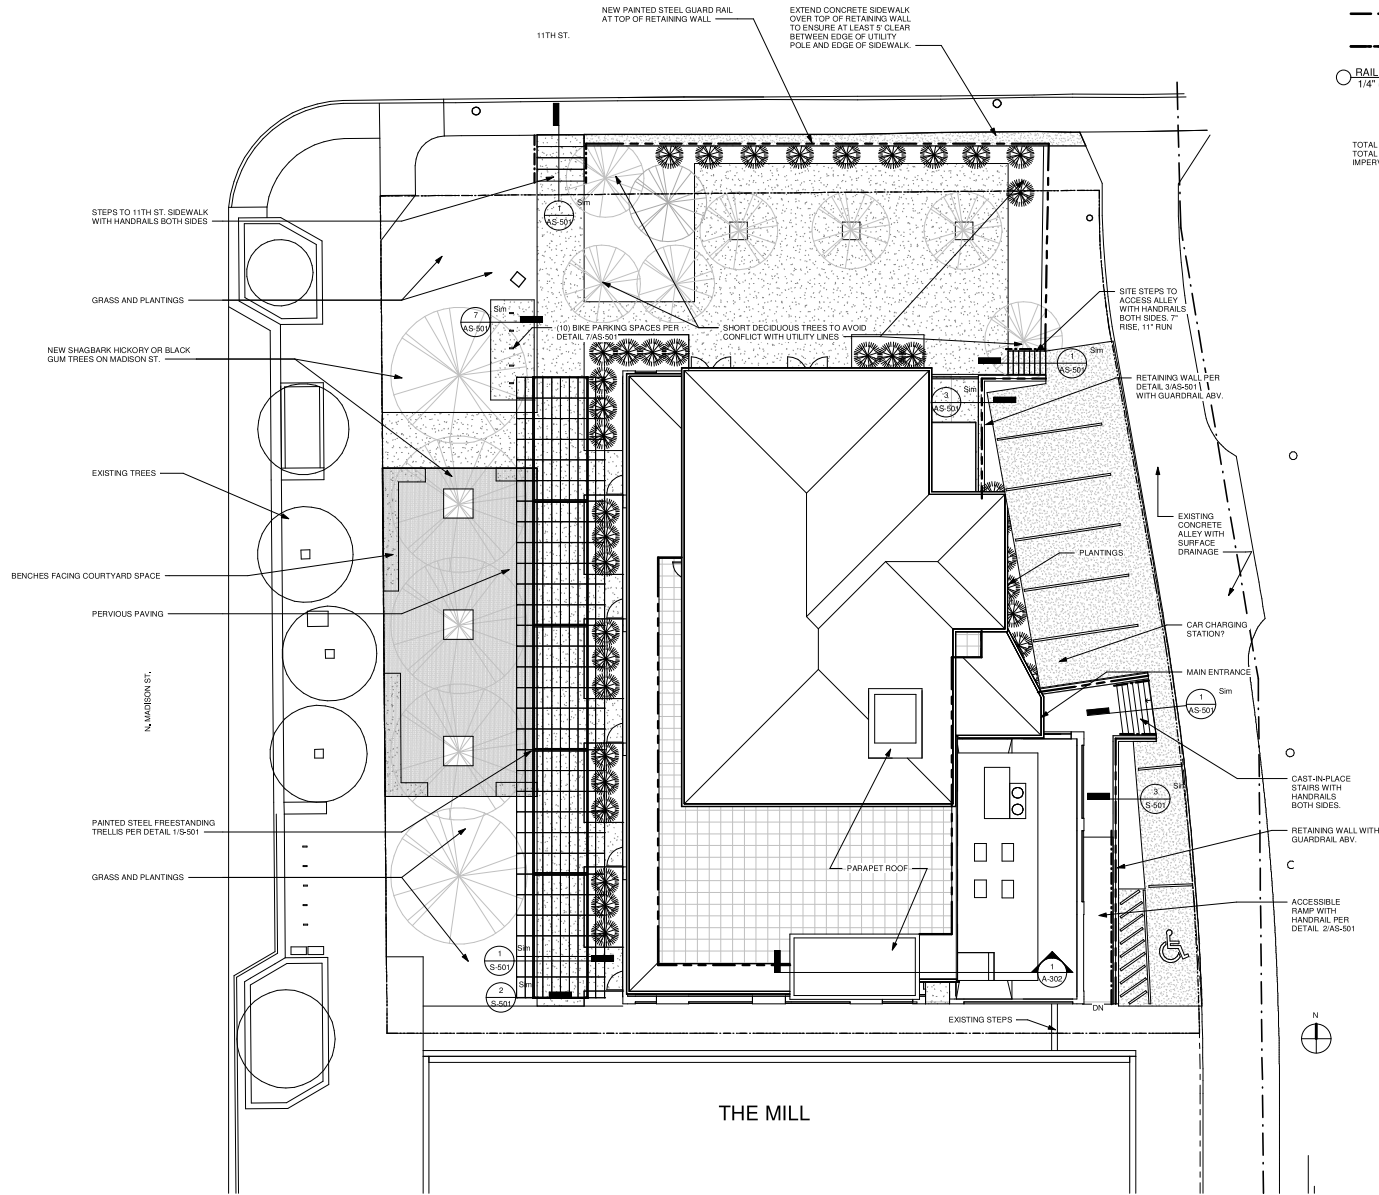 NEW PAINTED STEEL GUARD RAIL
AT TOP OF RETAINING WALL
EXTEND CONCRETE SIDEWALK
OVER TOP OF RETAINING WALL
TO ENSURE AT LEAST 5' CLEAR
BETWEEN EDGE OF UTILITY
POLE AND EDGE OF SIDEWALK.
11TH ST.
RAIL
1/4"
TOTAL
TOTAL
IMPERV
STEPS TO 11TH ST. SIDEWALK
WITH HANDRAILS BOTH SIDES
1
AS-501
Sim
GRASS AND PLANTINGS
7
AS-501
Sim
(10) BIKE PARKING SPACES PER
DETAIL 7/AS-501
SHORT DECIDUOUS TREES TO AVOID
CONFLICT WITH UTILITY LINES
SITE STEPS TO
ACCESS ALLEY
WITH HANDRAILS
BOTH SIDES. 7"
RISE, 11" RUN
1
AS-501
Sim
NEW SHAGBARK HICKORY OR BLACK
GUM TREES ON MADISON ST.
RETAINING WALL PER
DETAIL 3/AS-501
WITH GUARDRAIL ABV.
3
AS-501
Sim
EXISTING TREES
EXISTING
CONCRETE
ALLEY WITH
SURFACE
DRAINAGE
PLANTINGS
BENCHES FACING COURTYARD SPACE
PERVIOUS PAVING
CAR CHARGING
STATION?
MAIN ENTRANCE
N. MADISON ST.
1
AS-501
Sim
CAST-IN-PLACE
STAIRS WITH
HANDRAILS
BOTH SIDES.
3
S-501
Sim
PAINTED STEEL FREESTANDING
TRELLIS PER DETAIL 1/S-501
RETAINING WALL WITH
GUARDRAIL ABV.
GRASS AND PLANTINGS
PARAPET ROOF
ACCESSIBLE
RAMP WITH
HANDRAIL PER
DETAIL 2/AS-501
1
S-501
Sim
2
S-501
Sim
1
A-302
DN
EXISTING STEPS
N
THE MILL